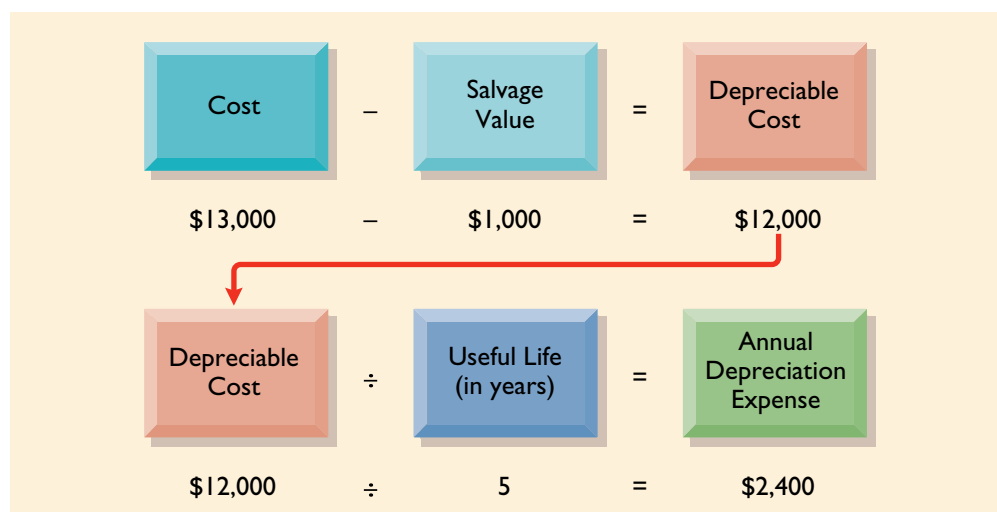 Cost – Salvage Value = Depreciable Cost
$13,000 – $1,000 = $12,000
Depreciable Cost ÷ Useful Life (in years) = Annual Depreciation Expense
$12,000 ÷ 5 = $2,400